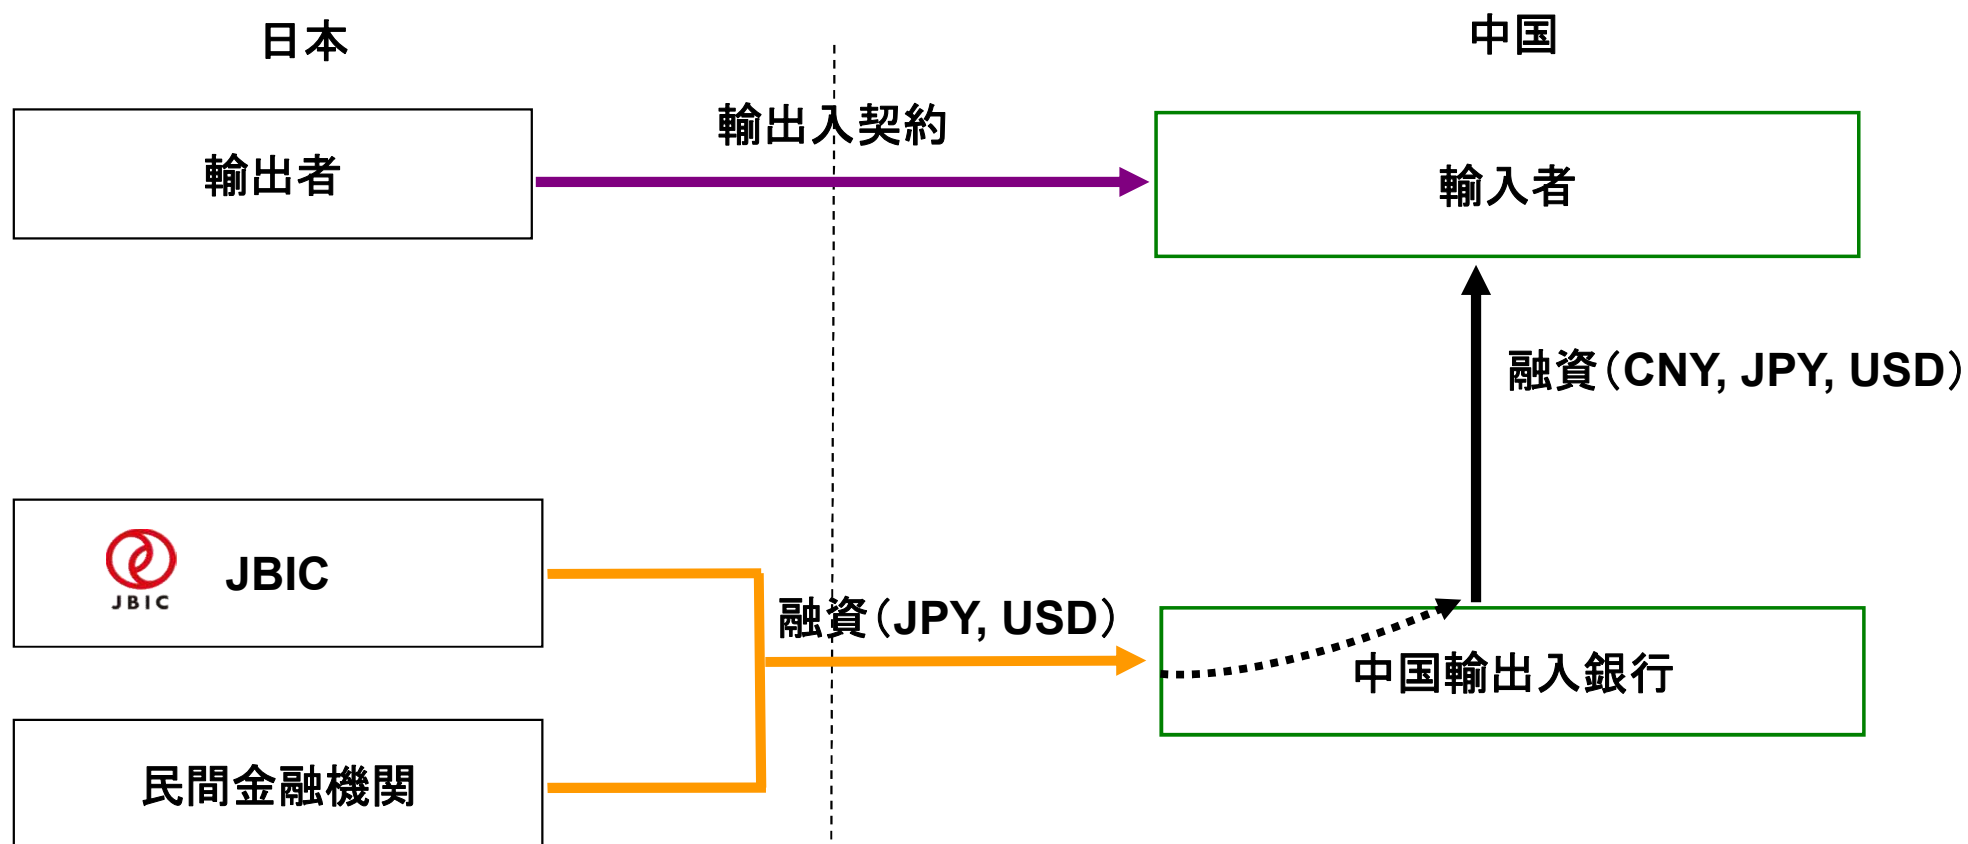 日本
中国
輸出入契約
輸出者
輸入者
融資（CNY, JPY, USD）
JBIC
JBIC
融資（JPY, USD）
中国輸出入銀行
民間金融機関